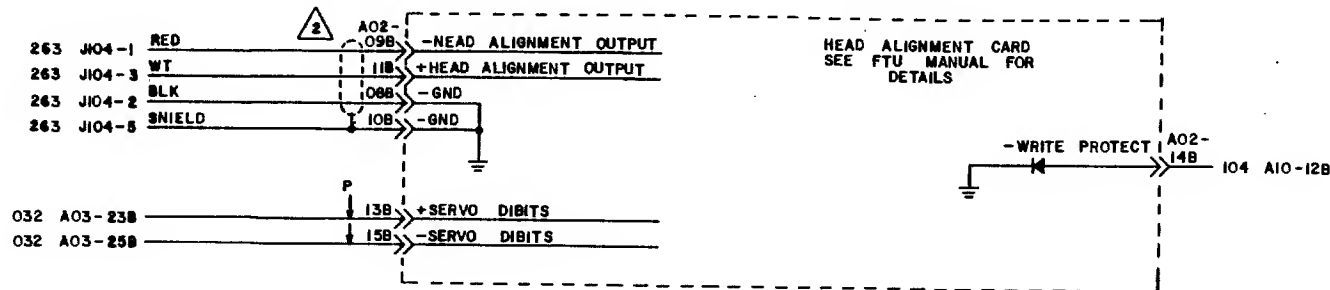 2
A02-
263 J104-1 RED 09B -NEAD ALIGNMENT OUTPUT
263 J104-3 WT 11B +HEAD ALIGNMENT OUTPUT
263 J104-2 BLK 08B -GND
263 J104-5 SNIELD 10B -GND
HEAD ALIGNMENT CARD
SEE FTU MANUAL FOR
DETAILS
-WRITE PROTECT A02-
14B 104 A10-12B
P
032 A03-23B 13B +SERVO DIBITS
032 A03-25B 15B -SERVO DIBITS